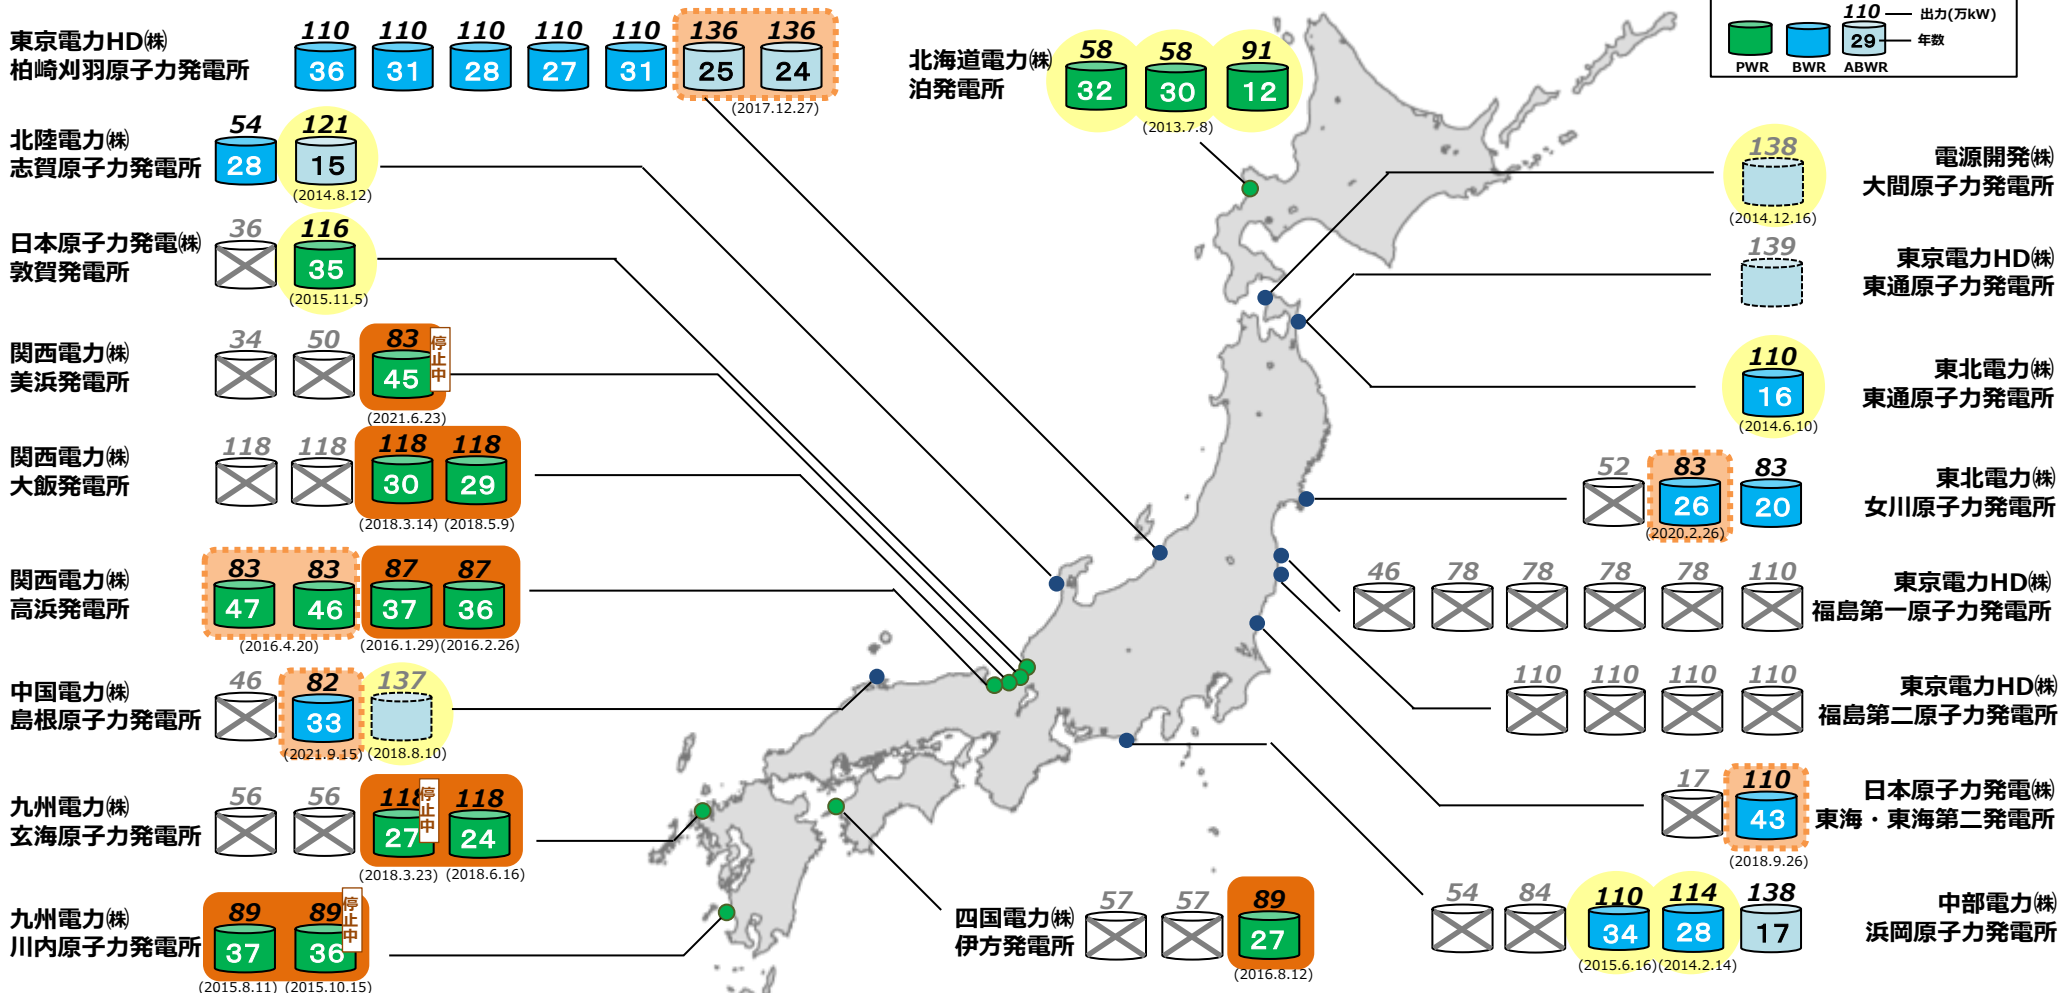 東京電力HD㈱
柏崎刈羽原子力発電所
110 110 110 110 110 136 136
36 31 28 27 31 25 24
(2017.12.27)
北陸電力㈱
志賀原子力発電所
54 121
28 15
(2014.8.12)
日本原子力発電㈱
敦賀発電所
36 116
35
(2015.11.5)
関西電力㈱
美浜発電所
34 50 83
45
停止中
(2021.6.23)
関西電力㈱
大飯発電所
118 118 118 118
30 29
(2018.3.14) (2018.5.9)
関西電力㈱
高浜発電所
83 83 87 87
47 46 37 36
(2016.4.20) (2016.1.29) (2016.2.26)
中国電力㈱
島根原子力発電所
46 82 137
33
(2021.9.15) (2018.8.10)
九州電力㈱
玄海原子力発電所
56 56 118 118
27 24
停止中
(2018.3.23) (2018.6.16)
九州電力㈱
川内原子力発電所
89 89
37 36
停止中
(2015.8.11) (2015.10.15)
北海道電力㈱
泊発電所
58 58 91
32 30 12
(2013.7.8)
110 出力(万kW)
29 年数
PWR BWR ABWR
138
(2014.12.16)
電源開発㈱
大間原子力発電所
139
東京電力HD㈱
東通原子力発電所
110
16
(2014.6.10)
東北電力㈱
東通原子力発電所
52 83 83
26 20
(2020.2.26)
東北電力㈱
女川原子力発電所
46 78 78 78 78 110
東京電力HD㈱
福島第一原子力発電所
110 110 110 110
東京電力HD㈱
福島第二原子力発電所
17 110
43
(2018.9.26)
日本原子力発電㈱
東海・東海第二発電所
54 84 110 114 138
34 28 17
(2015.6.16) (2014.2.14)
中部電力㈱
浜岡原子力発電所
四国電力㈱
伊方発電所
57 57 89
27
(2016.8.12)